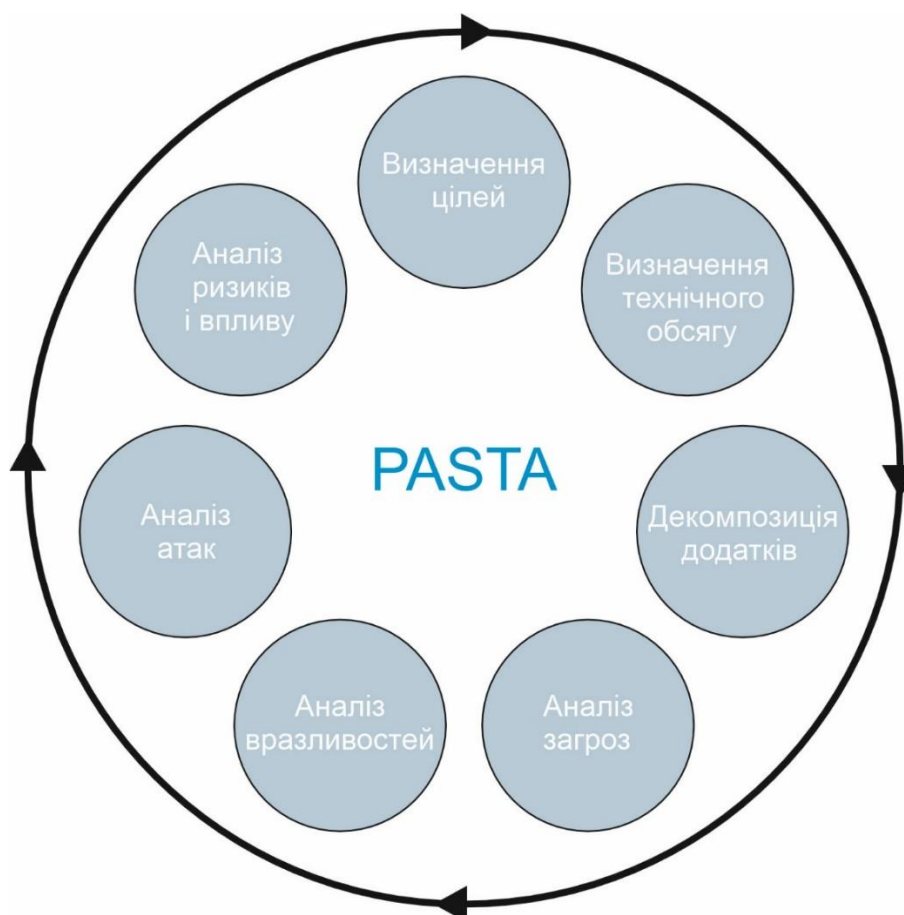 Визначення
цілей
Визначення
технічного
обсягу
Декомпозиція
додатків
Аналіз
загроз
Аналіз
вразливостей
Аналіз
атак
Аналіз
ризиків
і впливу
PASTA